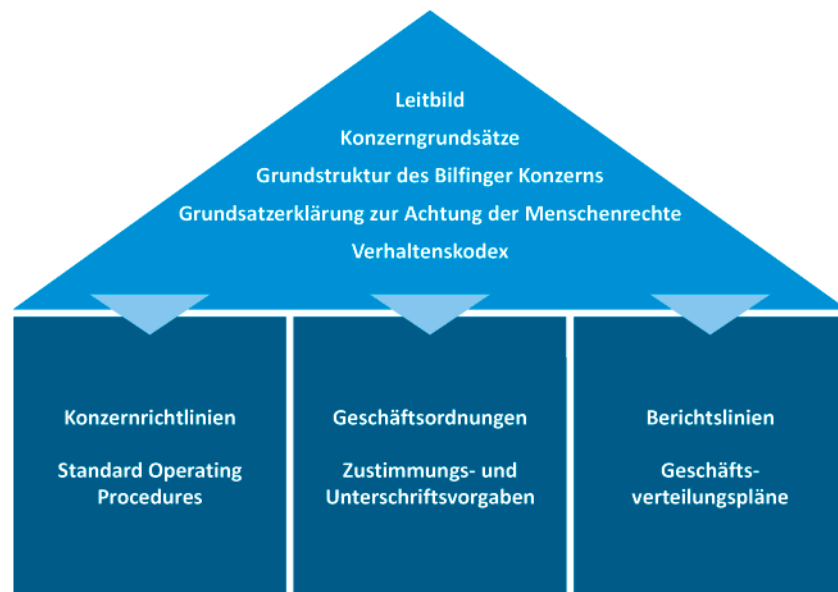 Leitbild
Konzerngrundsätze
Grundstruktur des Bilfinger Konzerns
Grundsatzerklärung zur Achtung der Menschenrechte
Verhaltenskodex
Konzernrichtlinien
Standard Operating
Procedures
Geschäftsordnungen
Zustimmungs- und
Unterschriftsvorgaben
Berichtslinien
Geschäfts-
verteilungspläne